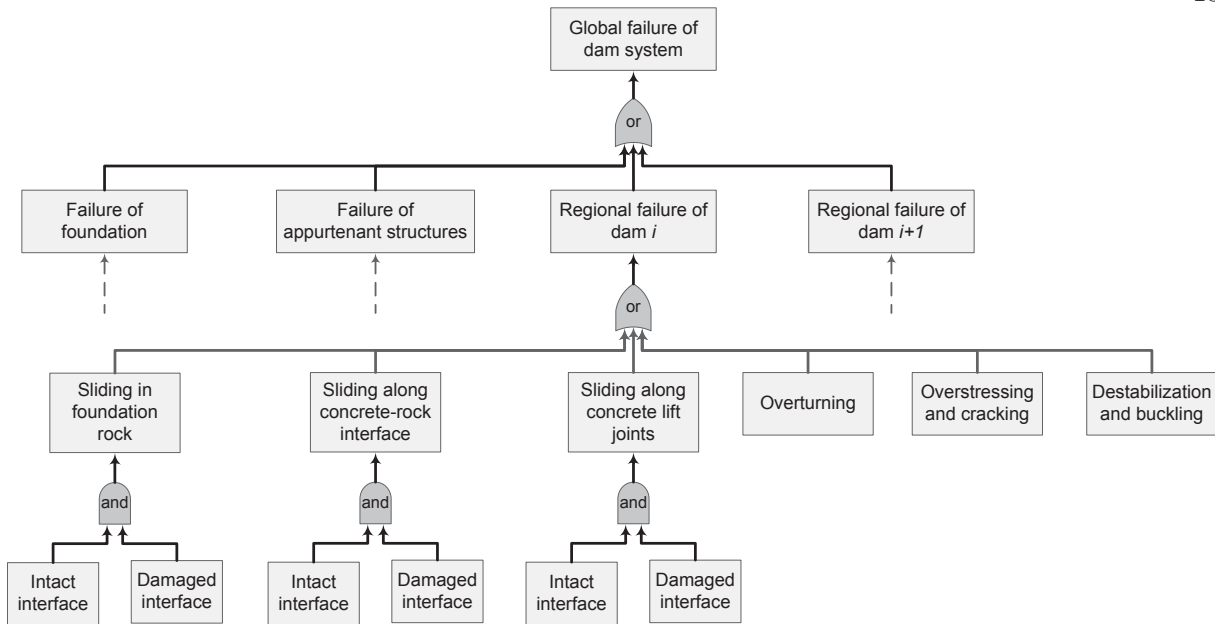 Global failure of
dam system
or
Failure of
foundation
Failure of
appurtenant structures
Regional failure of
dam i
Regional failure of
dam i+1
or
Sliding in
foundation
rock
Sliding along
concrete-rock
interface
Sliding along
concrete lift
joints
Overturning
Overstressing
and cracking
Destabilization
and buckling
and
and
and
Intact
interface
Damaged
interface
Intact
interface
Damaged
interface
Intact
interface
Damaged
interface